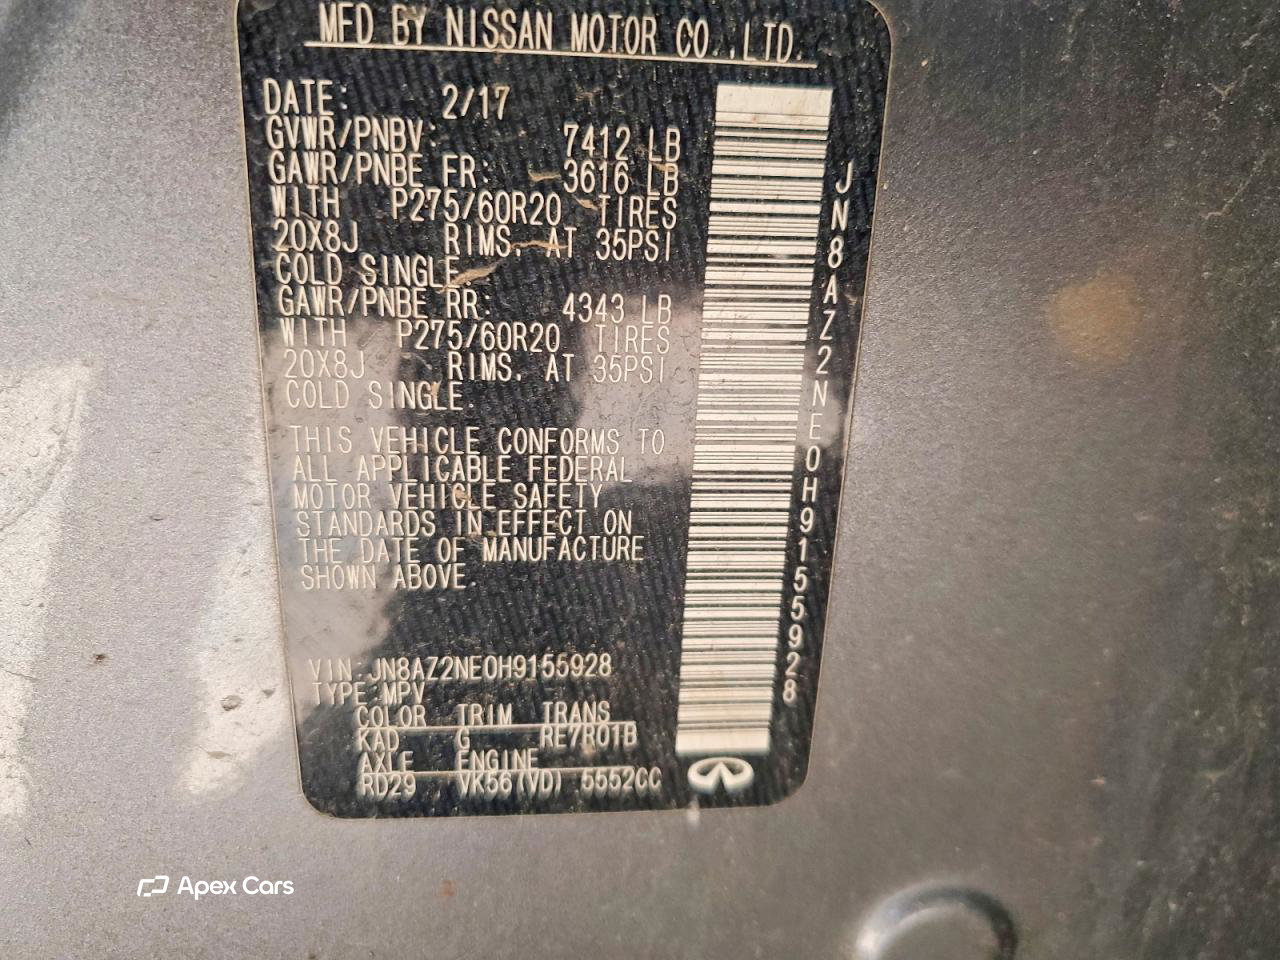 MFD BY NISSAN MOTOR CO.,LTD.
DATE: 2/17
GVWR/PNBV: 7412 LB
GAWR/PNBE FR: 3616 LB
WITH P275/60R20 TIRES
20X8J RIMS, AT 35PSI
COLD SINGLE.
GAWR/PNBE RR: 4343 LB
WITH P275/60R20 TIRES
20X8J RIMS, AT 35PSI
COLD SINGLE.
THIS VEHICLE CONFORMS TO
ALL APPLICABLE FEDERAL
MOTOR VEHICLE SAFETY
STANDARDS IN EFFECT ON
THE DATE OF MANUFACTURE
SHOWN ABOVE.
VIN:JN8AZ2NE0H9155928
TYPE:MPV
COLOR TRIM TRANS
KAD G RE7R01B
AXLE ENGINE
RD29 VK56(VD) 5552CC
JN8AZ2NE0H9155928
Apex Cars